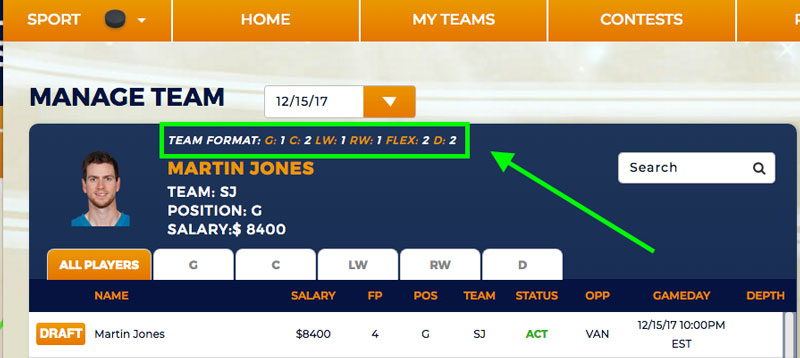 SPORT HOME MY TEAMS CONTESTS
MANAGE TEAM 12/15/17
TEAM FORMAT: G: 1 C: 2 LW: 1 RW: 1 FLEX: 2 D: 2
MARTIN JONES
Search
TEAM: SJ
POSITION: G
SALARY:$ 8400
ALL PLAYERS G C LW RW D
NAME SALARY FP POS TEAM STATUS OPP GAMEDAY DEPTH
DRAFT Martin Jones $8400 4 G SJ ACT VAN 12/15/17 10:00PM
EST